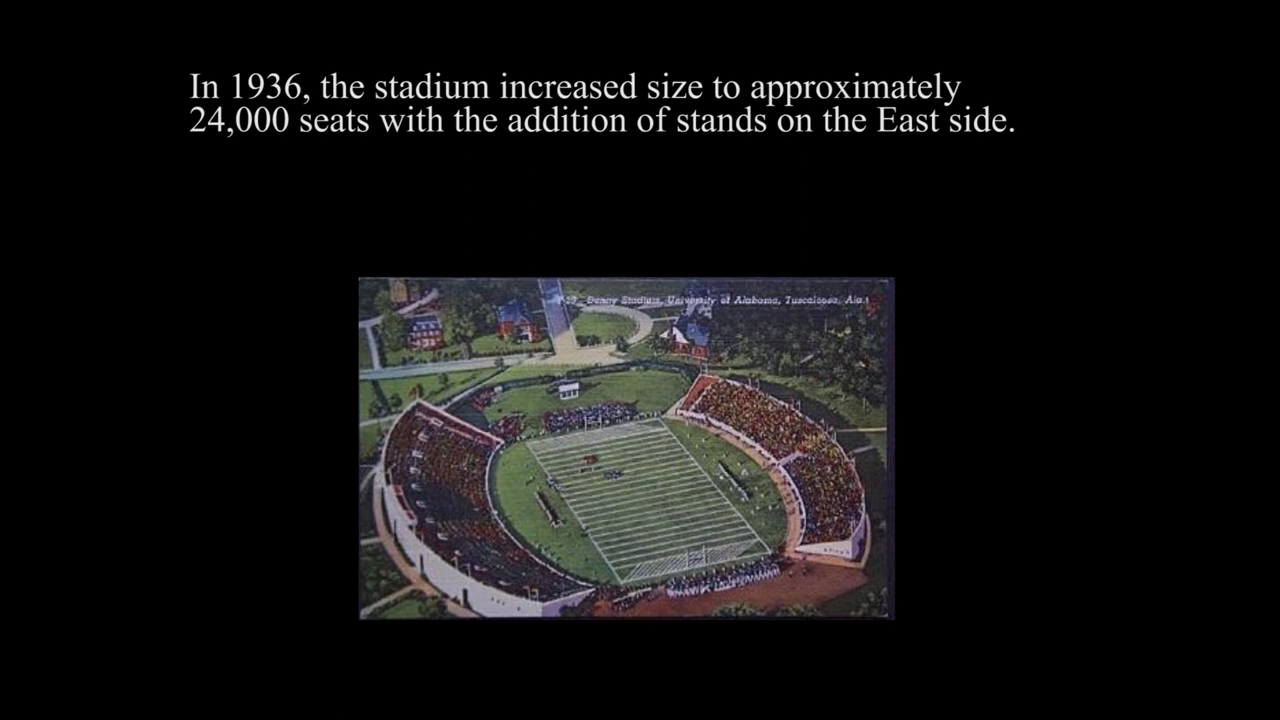 In 1936, the stadium increased size to approximately
24,000 seats with the addition of stands on the East side.
Denny Stadium, University of Alabama, Tuscaloosa, Ala.